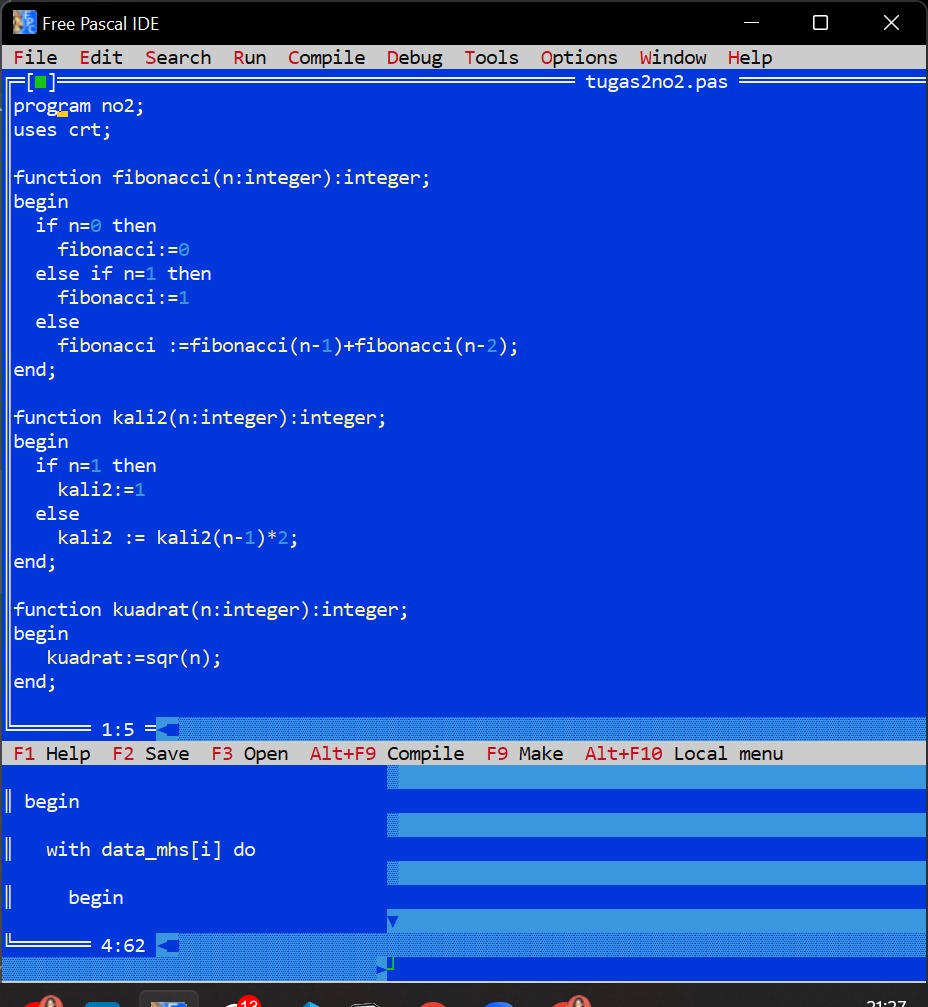 Free Pascal IDE
File Edit Search Run Compile Debug Tools Options Window Help
[■] tugas2no2.pas
program no2;
uses crt;
function fibonacci(n:integer):integer;
begin
if n=0 then
fibonacci:=0
else if n=1 then
fibonacci:=1
else
fibonacci :=fibonacci(n-1)+fibonacci(n-2);
end;
function kali2(n:integer):integer;
begin
if n=1 then
kali2:=1
else
kali2 := kali2(n-1)*2;
end;
function kuadrat(n:integer):integer;
begin
kuadrat:=sqr(n);
end;
1:5
F1 Help F2 Save F3 Open Alt+F9 Compile F9 Make Alt+F10 Local menu
begin
with data_mhs[i] do
begin
4:62
13
21:27